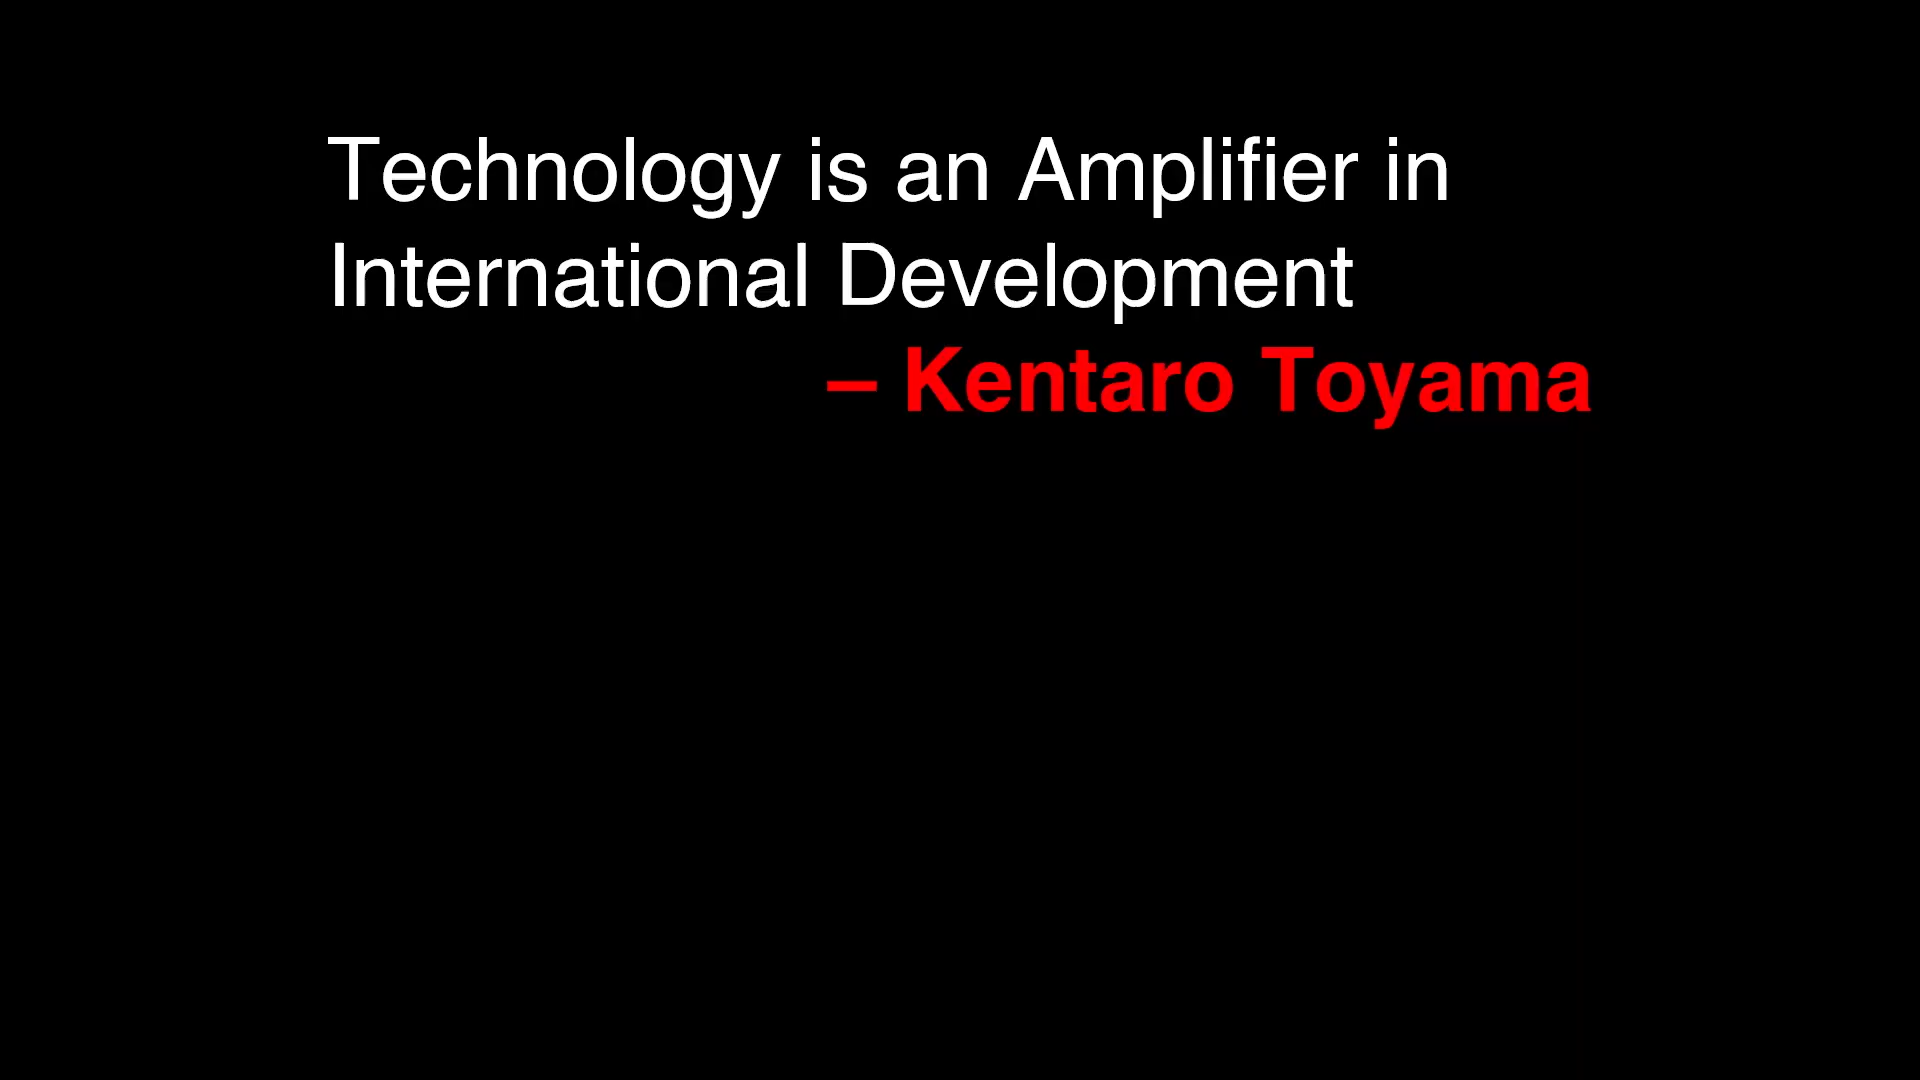 Technology is an Amplifier in
International Development
– Kentaro Toyama